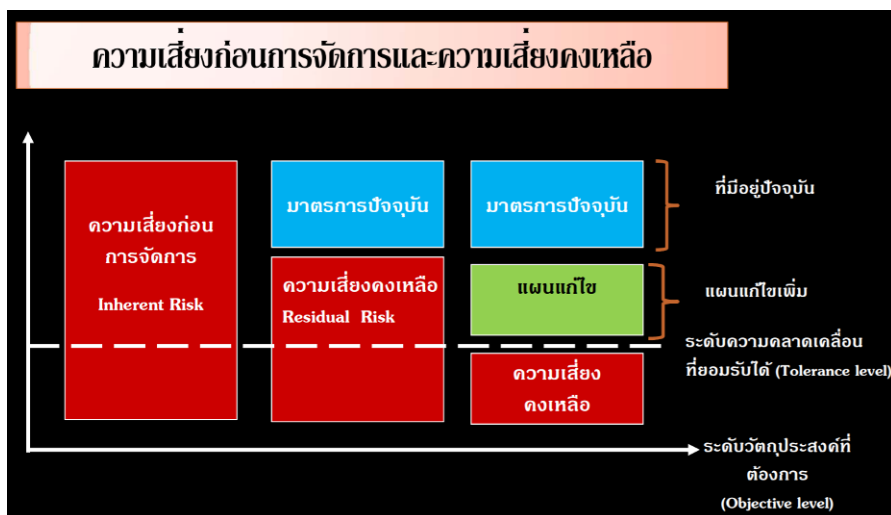 ความเสี่ยงก่อนการจัดการและความเสี่ยงคงเหลือ
ความเสี่ยงก่อน
การจัดการ
Inherent Risk
มาตรการปัจจุบัน
ความเสี่ยงคงเหลือ
Residual Risk
มาตรการปัจจุบัน
แผนแก้ไข
ความเสี่ยง
คงเหลือ
ที่มีอยู่ปัจจุบัน
แผนแก้ไขเพิ่ม
ระดับความคลาดเคลื่อน
ที่ยอมรับได้ (Tolerance level)
ระดับวัตถุประสงค์ที่
ต้องการ
(Objective level)